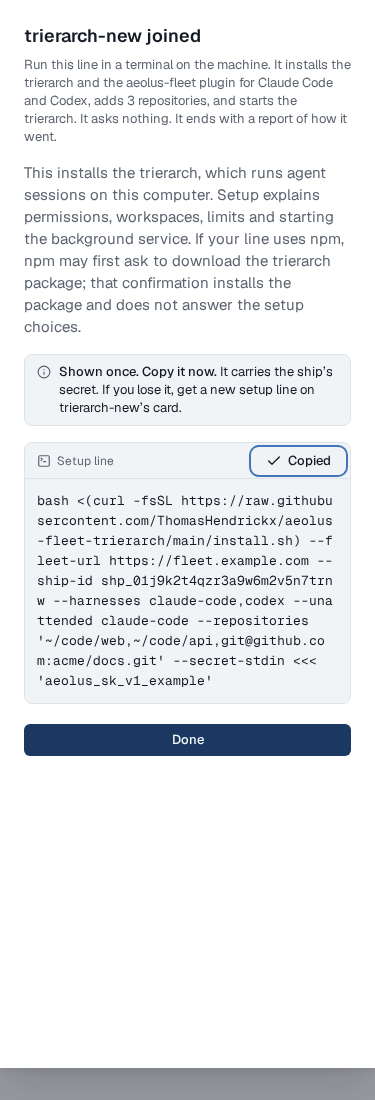 trierarch-new joined
Run this line in a terminal on the machine. It installs the
trierarch and the aeolus-fleet plugin for Claude Code
and Codex, adds 3 repositories, and starts the
trierarch. It asks nothing. It ends with a report of how it
went.
This installs the trierarch, which runs agent
sessions on this computer. Setup explains
permissions, workspaces, limits and starting
the background service. If your line uses npm,
npm may first ask to download the trierarch
package; that confirmation installs the
package and does not answer the setup
choices.
Shown once. Copy it now. It carries the ship's
secret. If you lose it, get a new setup line on
trierarch-new's card.
Setup line
Copied
bash <(curl -fsSL https://raw.githubu
sercontent.com/ThomasHendrickx/aeolus
-fleet-trierarch/main/install.sh) --f
leet-url https://fleet.example.com --
ship-id shp_01j9k2t4qzr3a9w6m2v5n7trn
w --harnesses claude-code,codex --una
ttended claude-code --repositories
'~/code/web,~/code/api,git@github.co
m:acme/docs.git' --secret-stdin <<<
'aeolus_sk_v1_example'
Done